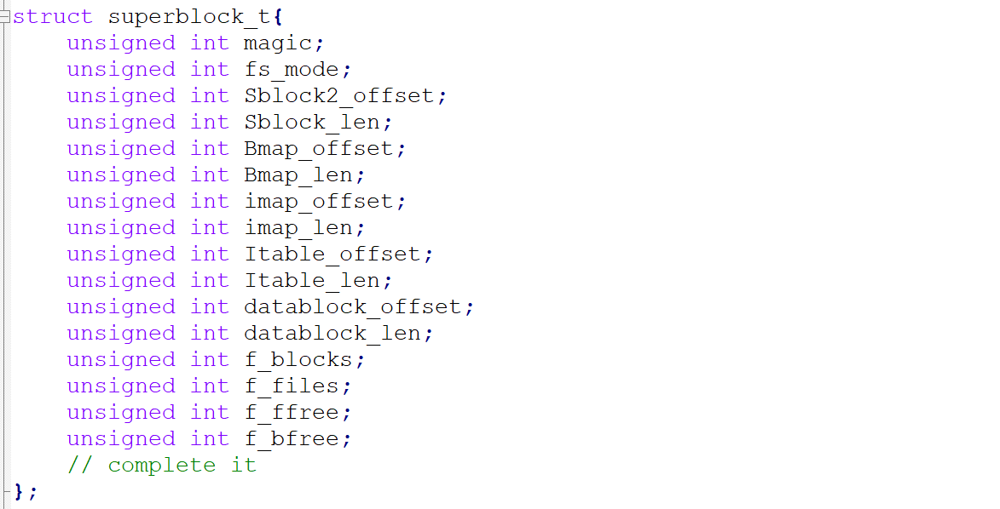 struct superblock_t{
unsigned int magic;
unsigned int fs_mode;
unsigned int Sblock2_offset;
unsigned int Sblock_len;
unsigned int Bmap_offset;
unsigned int Bmap_len;
unsigned int imap_offset;
unsigned int imap_len;
unsigned int Itable_offset;
unsigned int Itable_len;
unsigned int datablock_offset;
unsigned int datablock_len;
unsigned int f_blocks;
unsigned int f_files;
unsigned int f_ffree;
unsigned int f_bfree;
// complete it
};